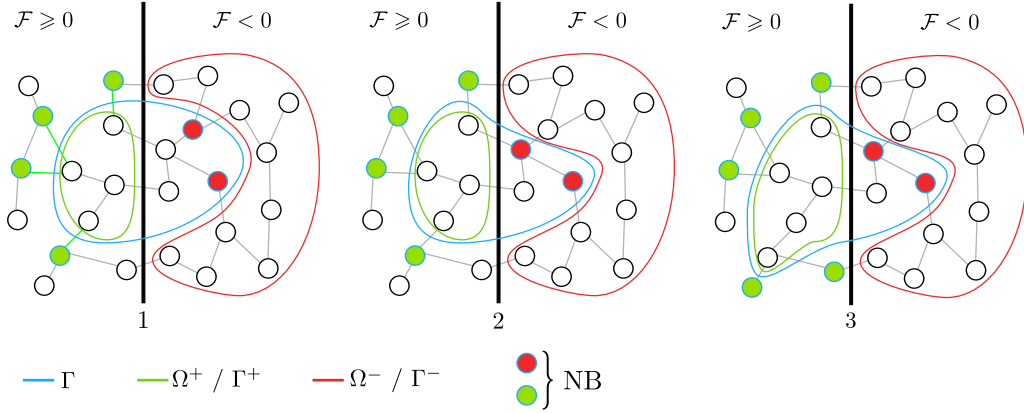 ℱ ⩾ 0 ℱ < 0 ℱ ⩾ 0 ℱ < 0 ℱ ⩾ 0 ℱ < 0
1 2 3
Γ Ω⁺ / Γ⁺ Ω⁻ / Γ⁻ } NB